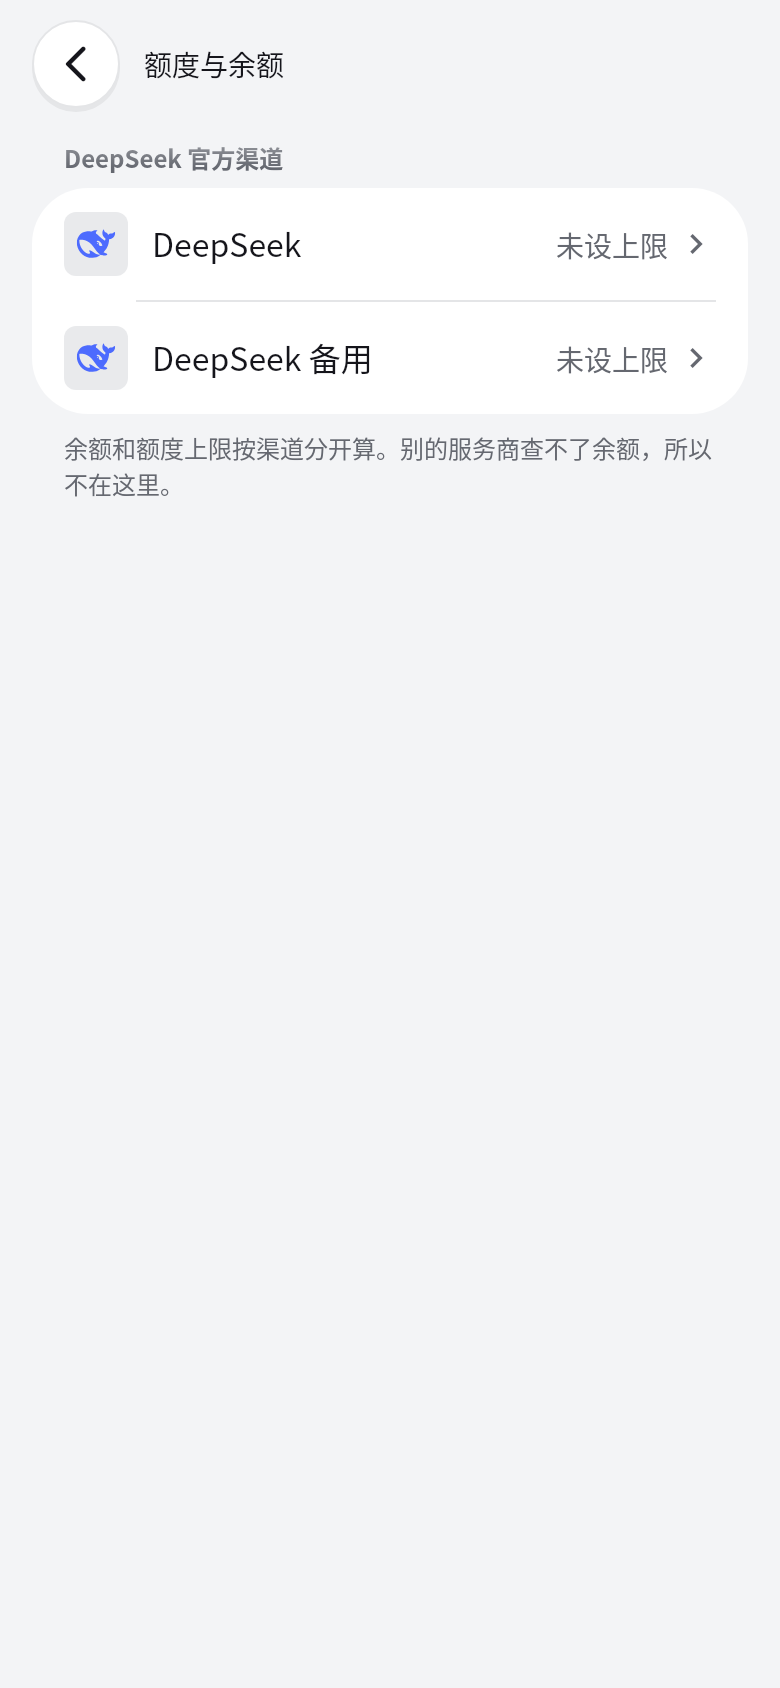 额度与余额
DeepSeek 官方渠道
DeepSeek 未设上限
DeepSeek 备用 未设上限
余额和额度上限按渠道分开算。别的服务商查不了余额，所以
不在这里。